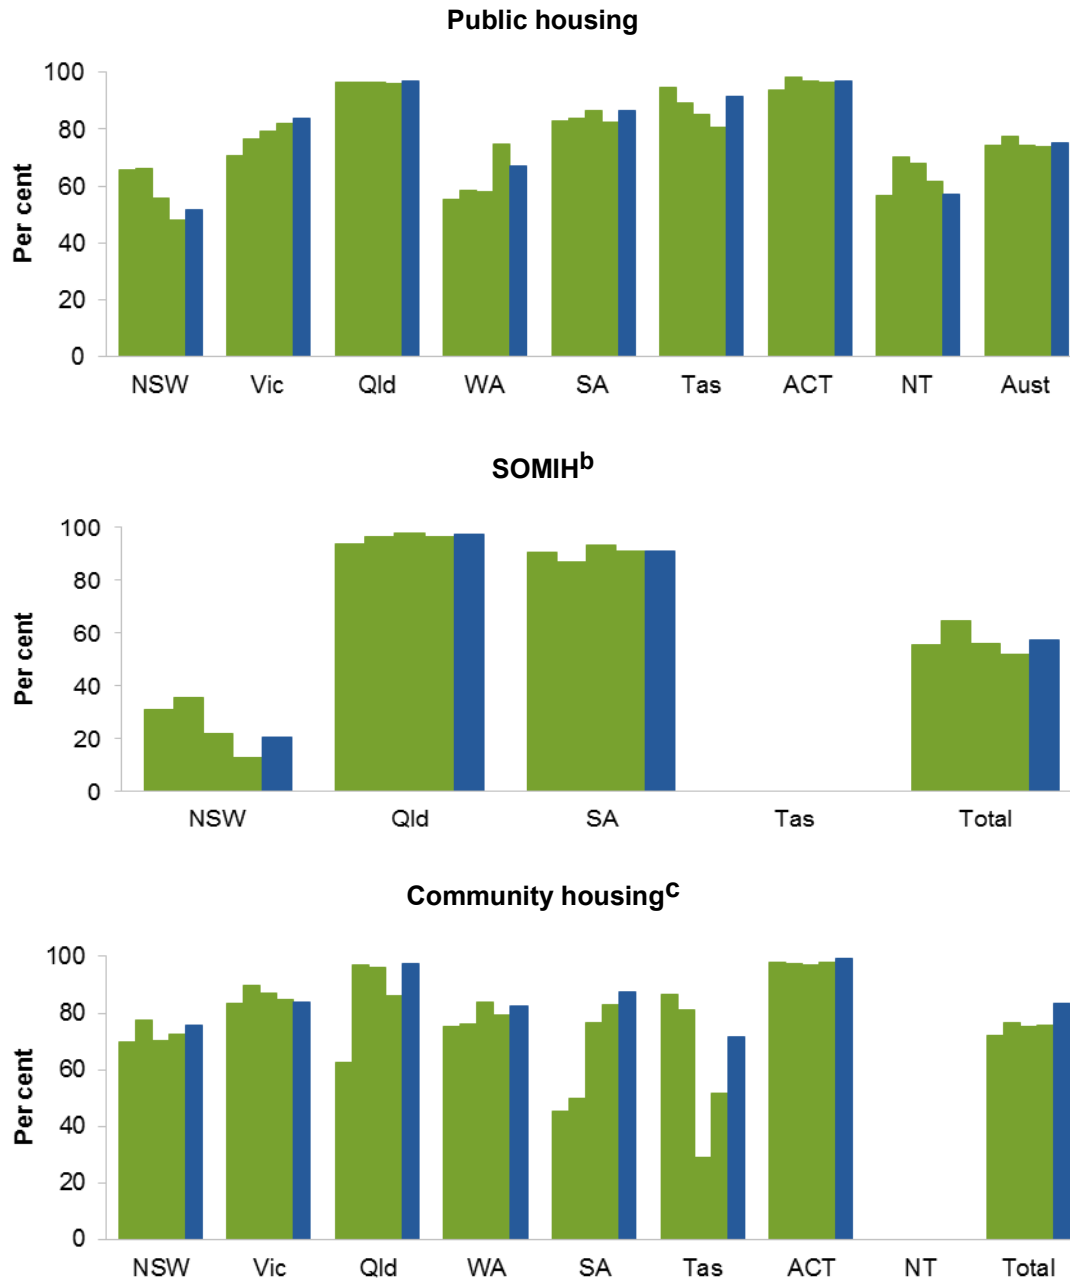 Public housing
Per cent
100
80
60
40
20
0
NSW Vic Qld WA SA Tas ACT NT Aust
SOMIHb
Per cent
100
80
60
40
20
0
NSW Qld SA Tas Total
Community housingc
Per cent
100
80
60
40
20
0
NSW Vic Qld WA SA Tas ACT NT Total